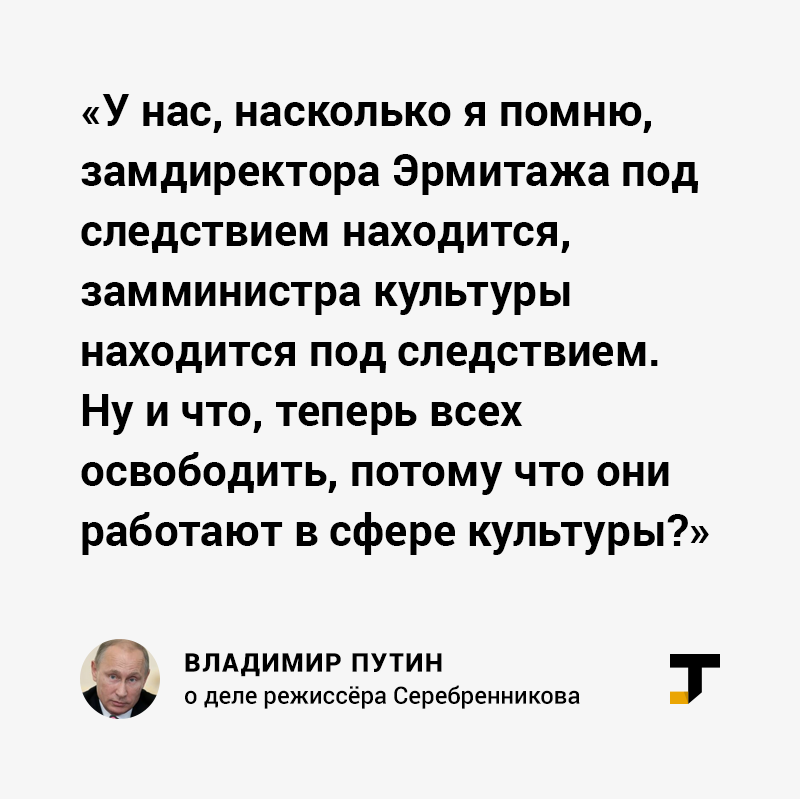 «У нас, насколько я помню,
замдиректора Эрмитажа под
следствием находится,
замминистра культуры
находится под следствием.
Ну и что, теперь всех
освободить, потому что они
работают в сфере культуры?»
ВЛАДИМИР ПУТИН
о деле режиссёра Серебренникова